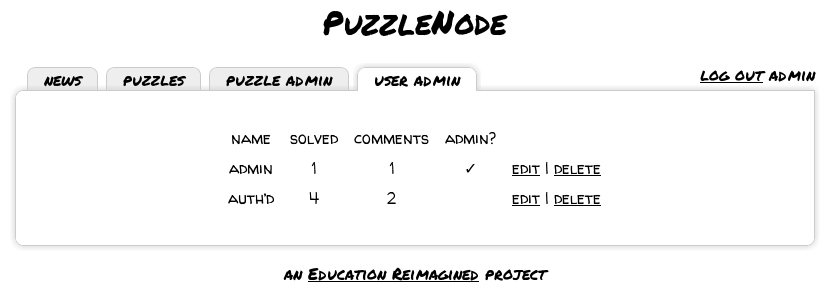 PuzzleNode
NEWS PUZZLES PUZZLE ADMIN USER ADMIN LOG OUT ADMIN
NAME SOLVED COMMENTS ADMIN?
ADMIN 1 1 ✓ EDIT | DELETE
AUTH'D 4 2 EDIT | DELETE
AN EDUCATION REIMAGINED PROJECT